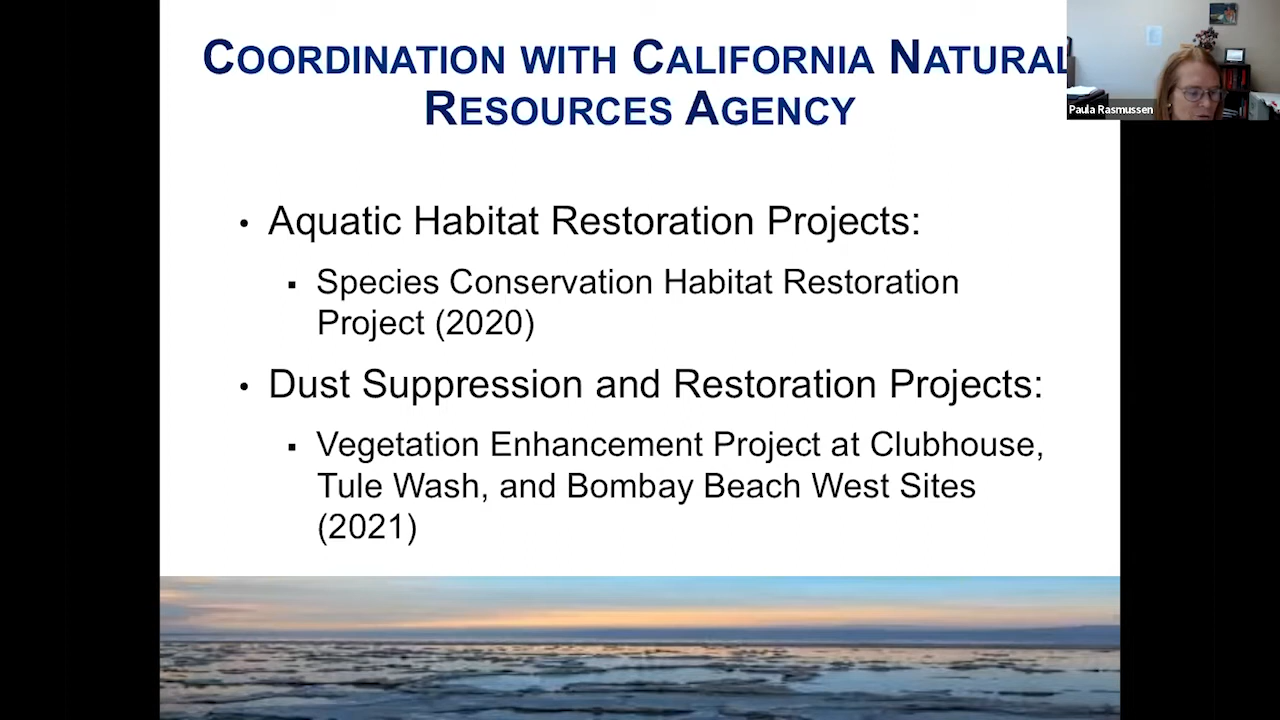 COORDINATION WITH CALIFORNIA NATURAL
RESOURCES AGENCY
Paula Rasmussen
• Aquatic Habitat Restoration Projects:
▪ Species Conservation Habitat Restoration
Project (2020)
• Dust Suppression and Restoration Projects:
▪ Vegetation Enhancement Project at Clubhouse,
Tule Wash, and Bombay Beach West Sites
(2021)